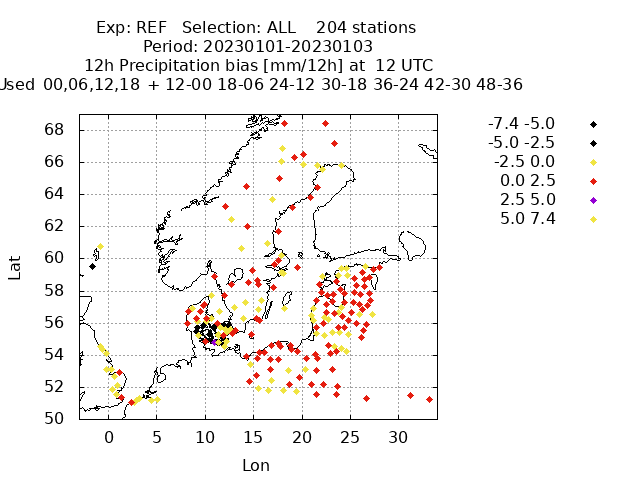 Exp: REF   Selection: ALL    204 stations
Period: 20230101-20230103
12h Precipitation bias [mm/12h] at  12 UTC
Used 00,06,12,18 + 12-00 18-06 24-12 30-18 36-24 42-30 48-36
-7.4 -5.0
-5.0 -2.5
-2.5 0.0
0.0 2.5
2.5 5.0
5.0 7.4
68
66
64
62
60
58
56
54
52
50
Lat
0 5 10 15 20 25 30
Lon